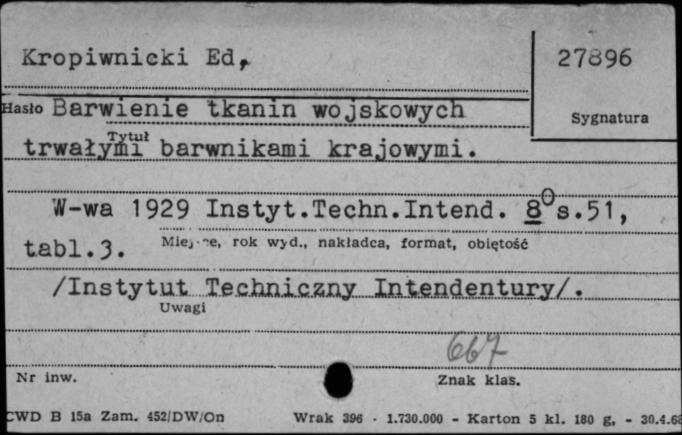 Kropiwnicki Ed,
27896
Hasło Barwienie tkanin wojskowych
Sygnatura
Tytuł
trwałymi barwnikami krajowymi.
W-wa 1929 Instyt.Techn.Intend. 8° s.51,
tabl.3. Miejsce, rok wyd., nakładca, format, objętość
/Instytut Techniczny Intendentury/.
Uwagi
667
Nr inw.
Znak klas.
CWD B 15a Zam. 452/DW/On Wrak 396 - 1.730.000 - Karton 5 kl. 180 g, - 30.4.68